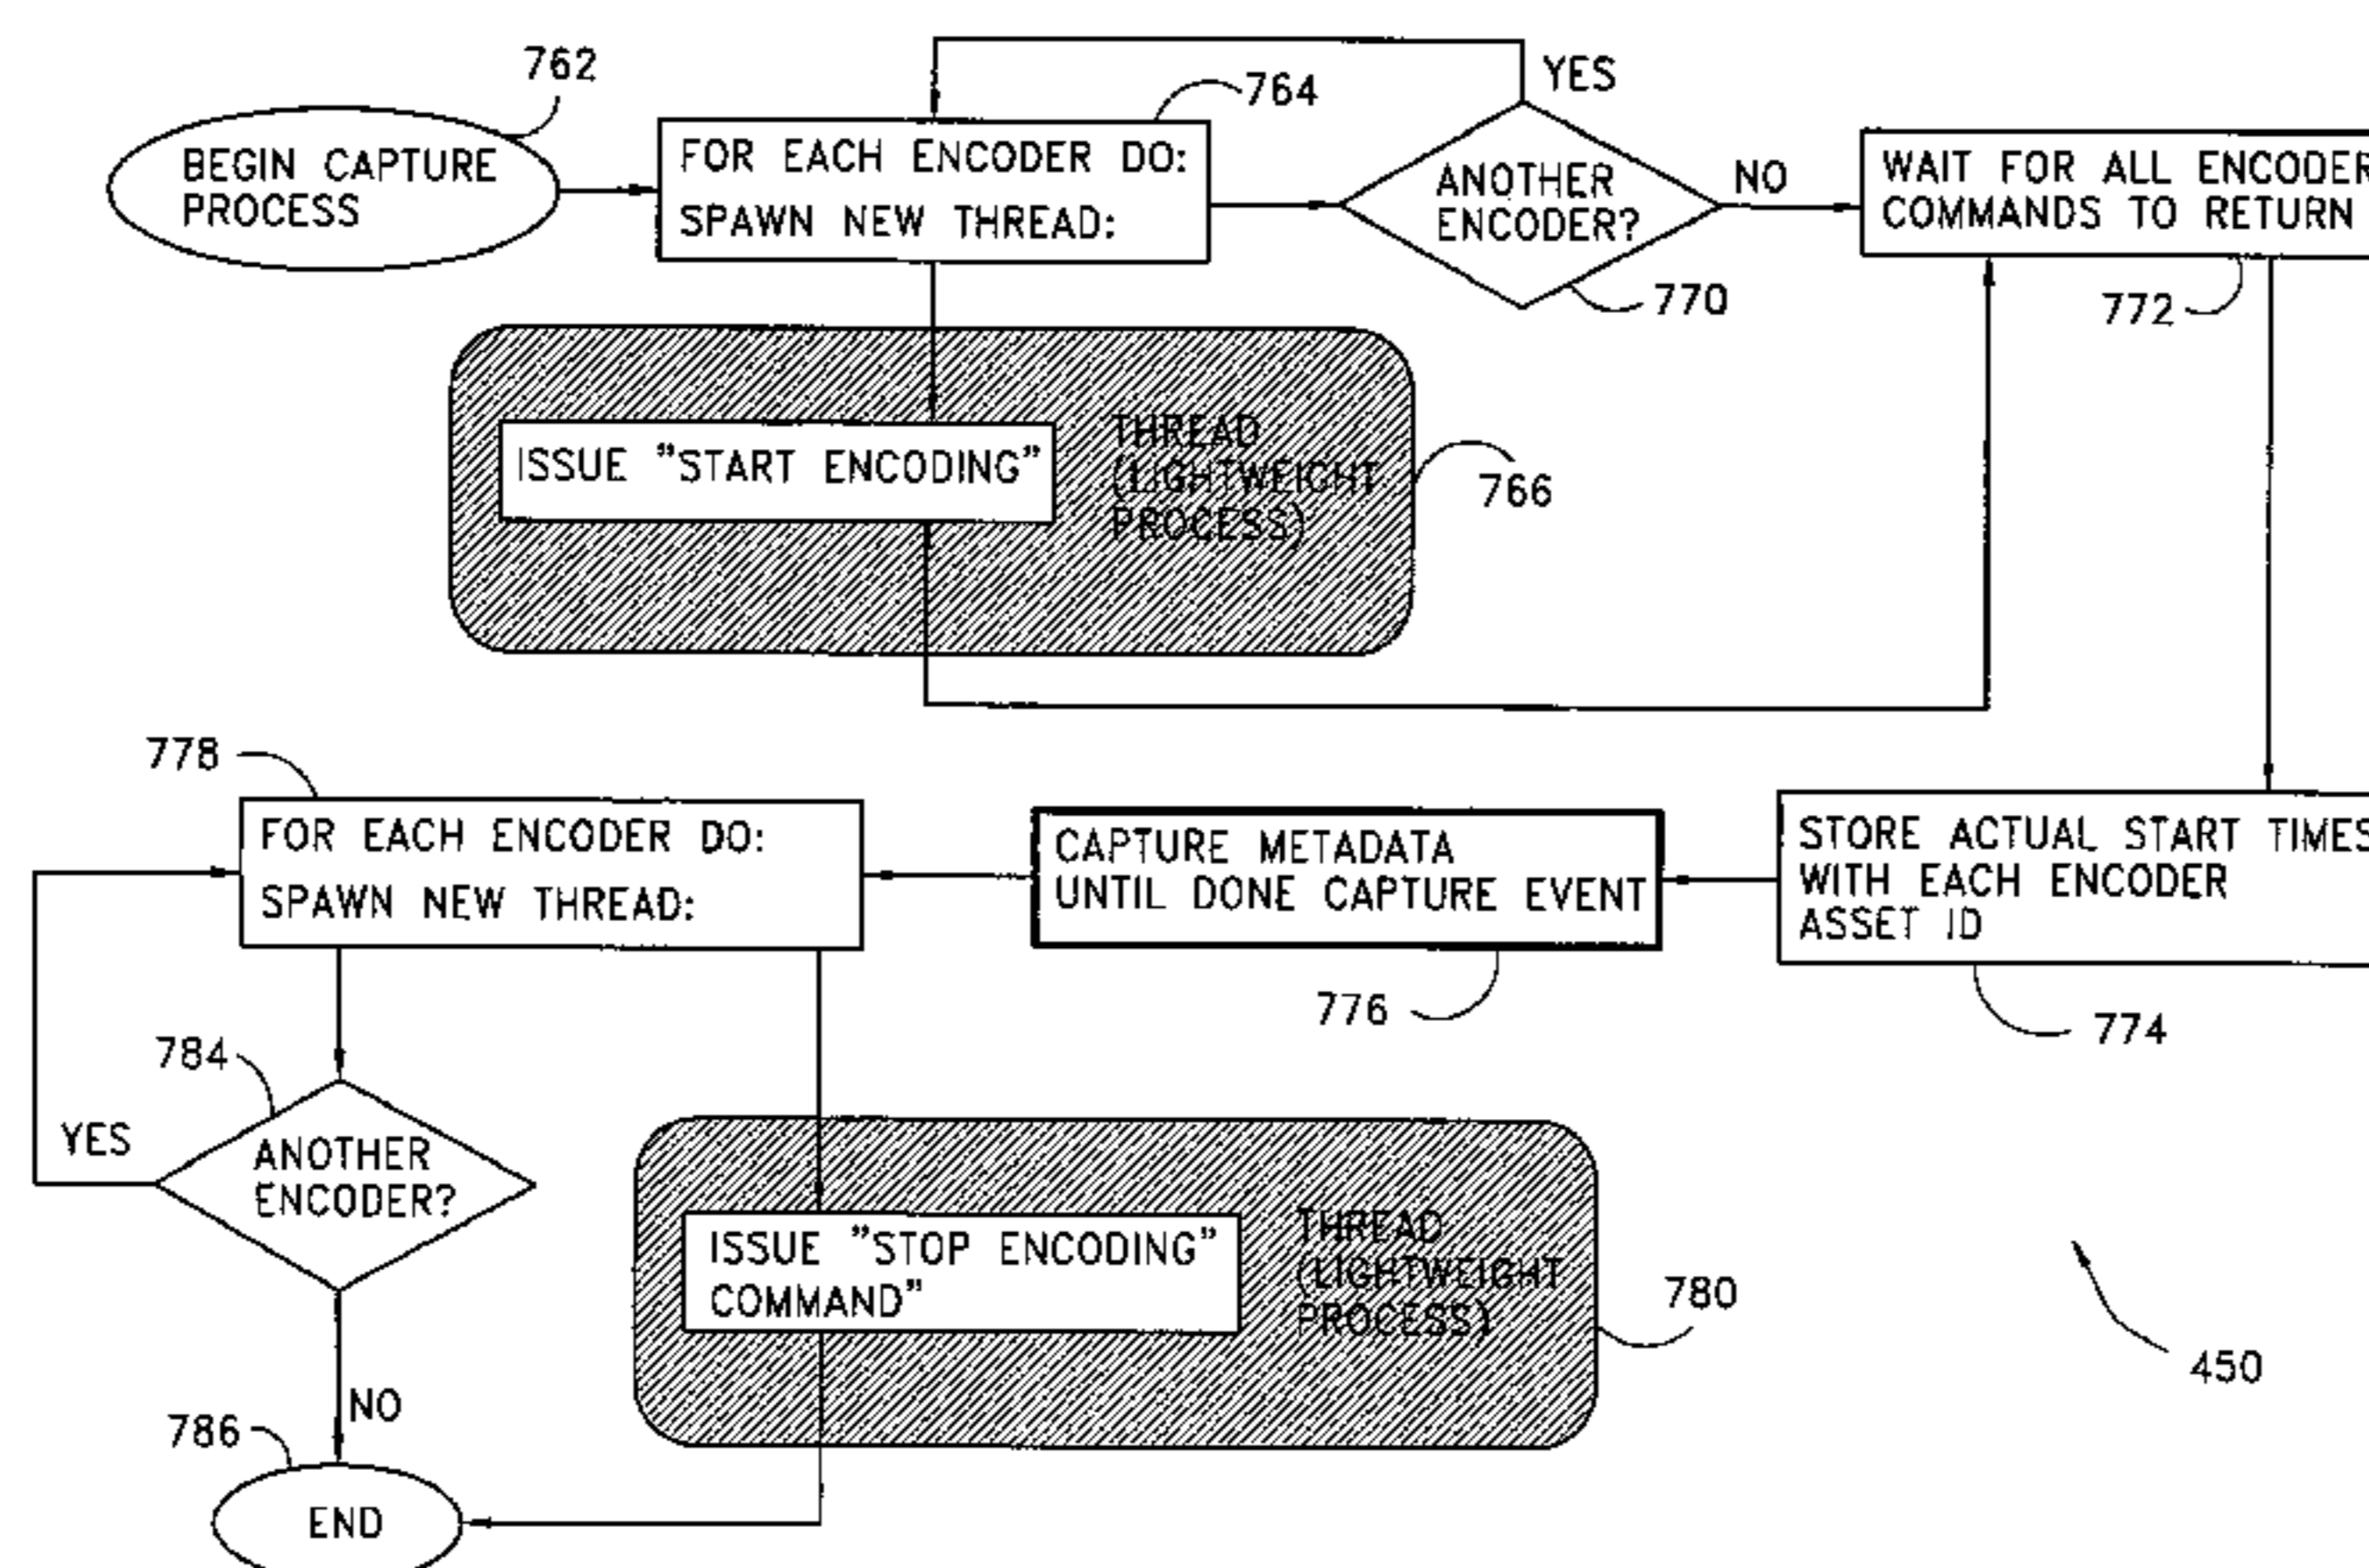 762
BEGIN CAPTURE
PROCESS
764
FOR EACH ENCODER DO:
SPAWN NEW THREAD:
YES
ANOTHER
ENCODER?
770
NO
WAIT FOR ALL ENCODER
COMMANDS TO RETURN
772
ISSUE "START ENCODING"
THREAD
(LIGHTWEIGHT
PROCESS)
766
778
FOR EACH ENCODER DO:
SPAWN NEW THREAD:
CAPTURE METADATA
UNTIL DONE CAPTURE EVENT
776
STORE ACTUAL START TIMES
WITH EACH ENCODER
ASSET ID
774
784
YES
ANOTHER
ENCODER?
ISSUE "STOP ENCODING"
COMMAND"
THREAD
(LIGHTWEIGHT
PROCESS)
780
450
NO
786
END